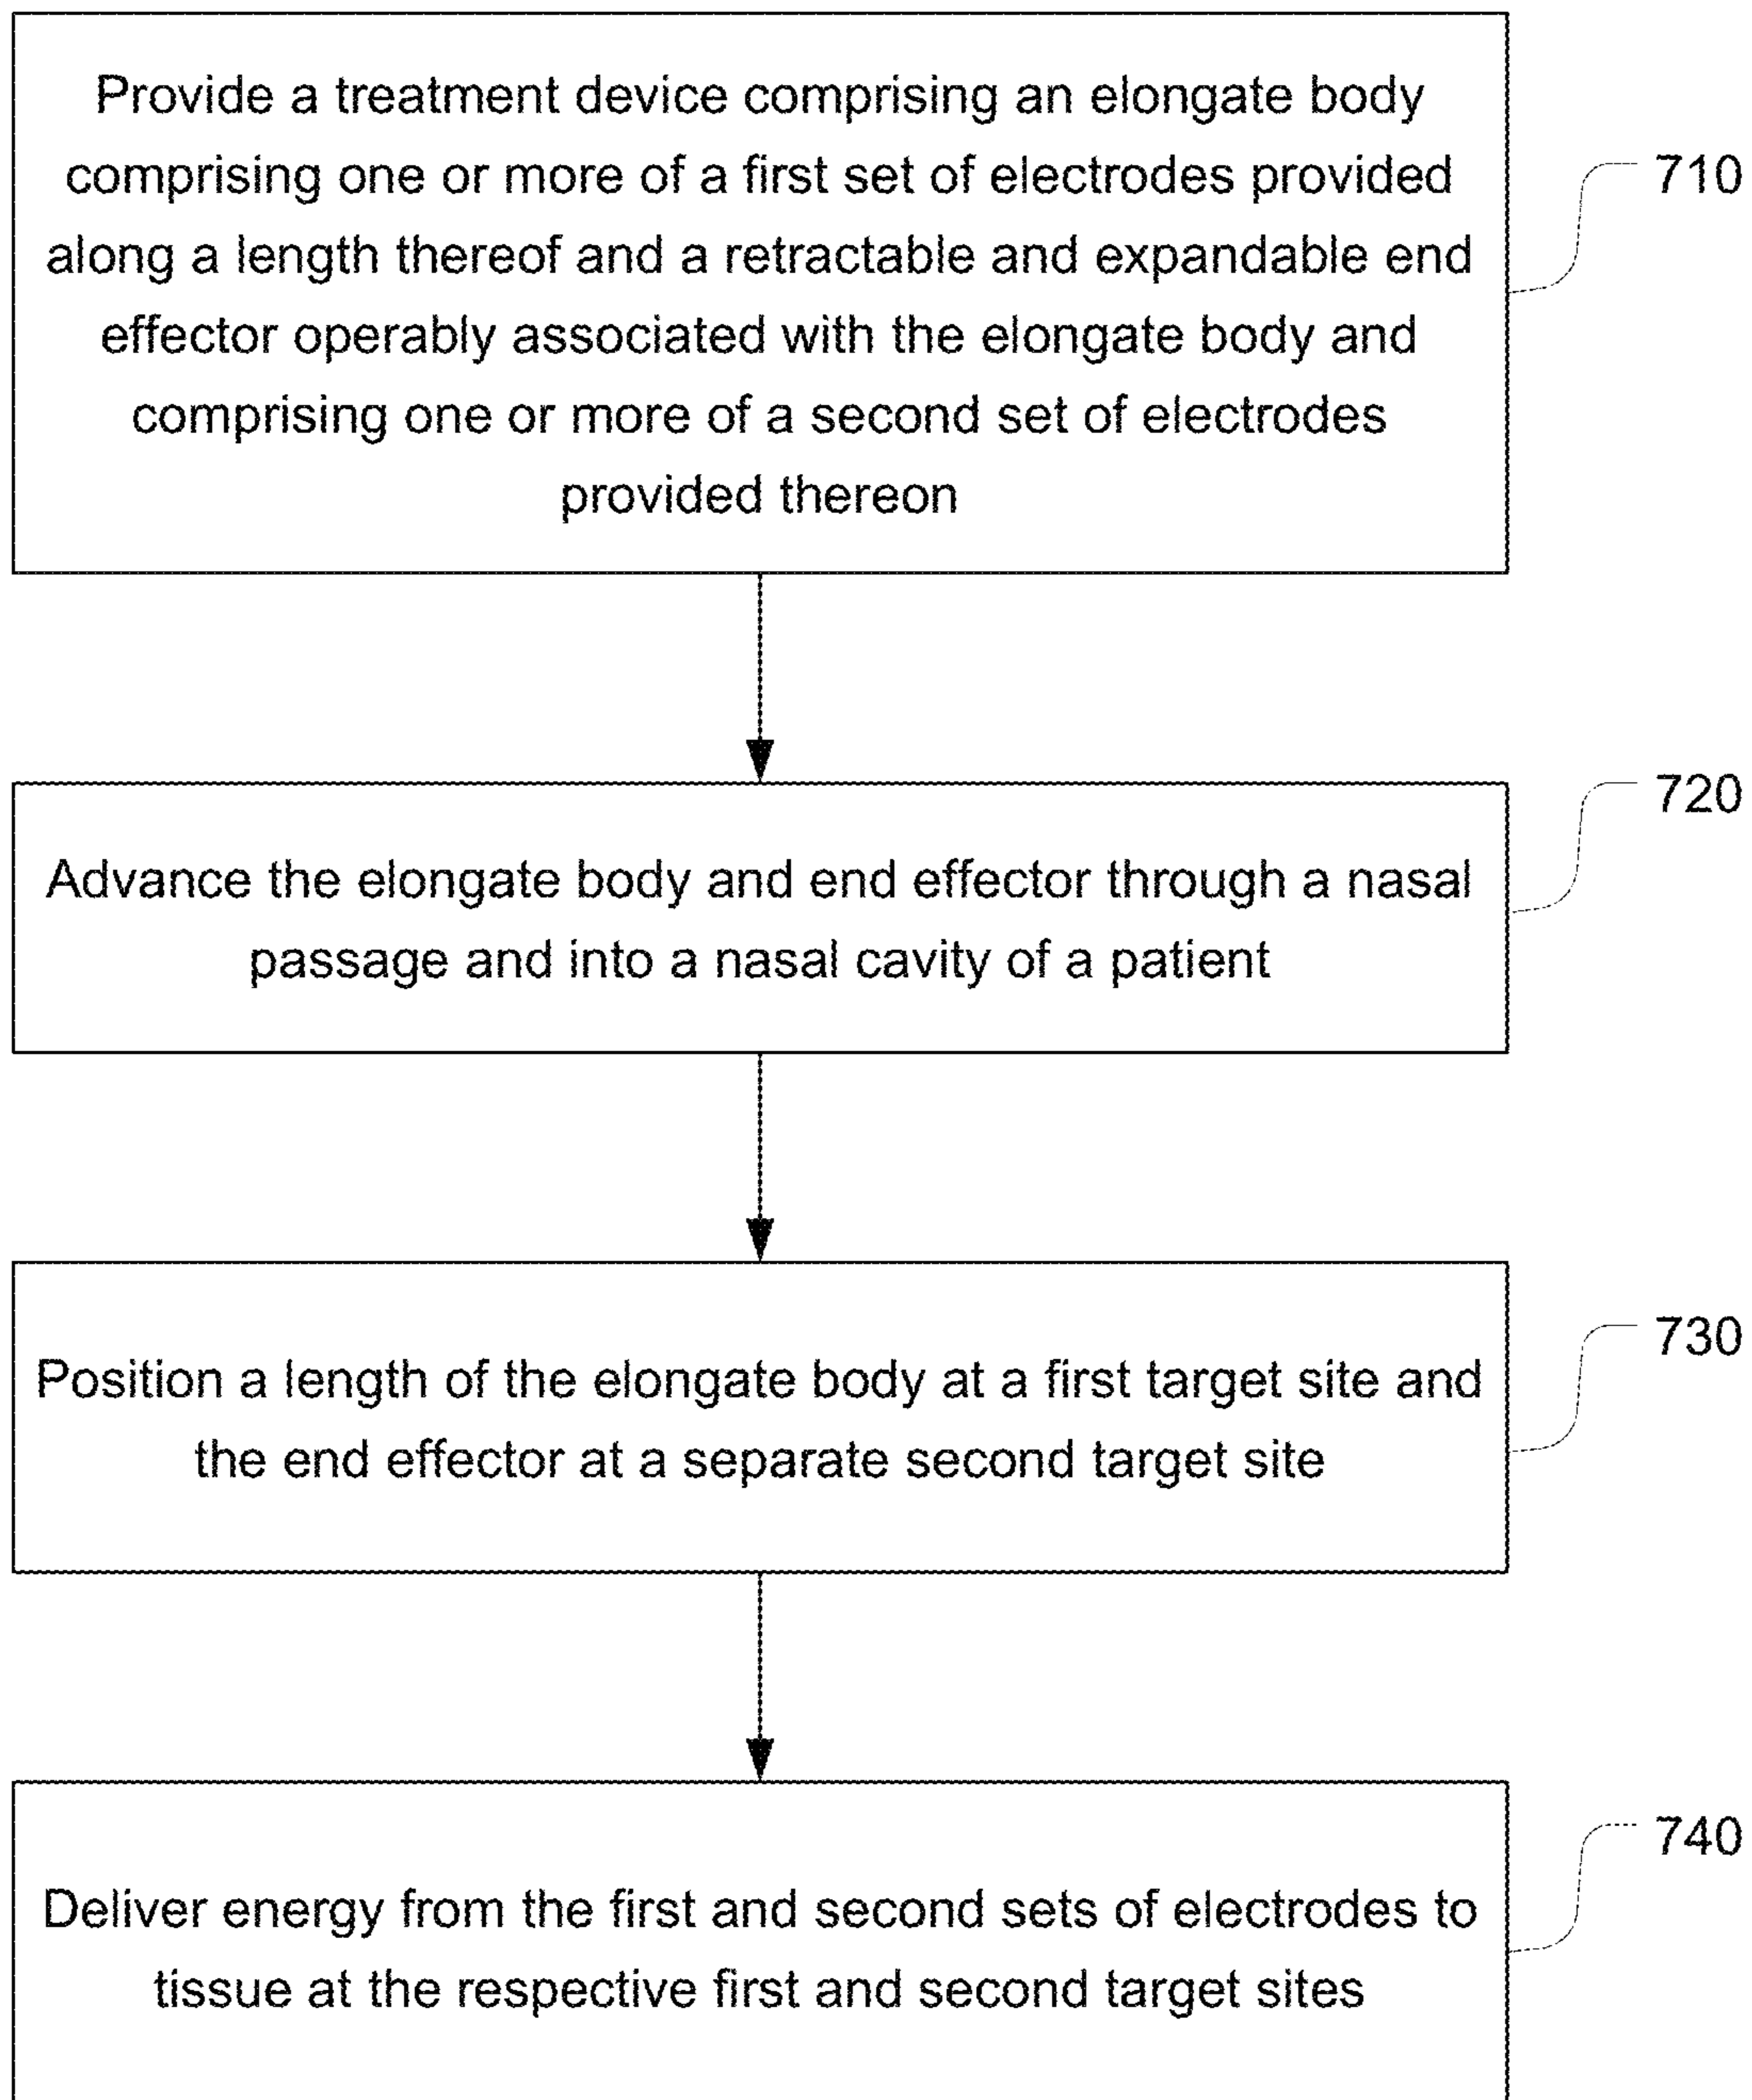 Provide a treatment device comprising an elongate body
comprising one or more of a first set of electrodes provided
along a length thereof and a retractable and expandable end
effector operably associated with the elongate body and
comprising one or more of a second set of electrodes
provided thereon
710
Advance the elongate body and end effector through a nasal
passage and into a nasal cavity of a patient
720
Position a length of the elongate body at a first target site and
the end effector at a separate second target site
730
Deliver energy from the first and second sets of electrodes to
tissue at the respective first and second target sites
740